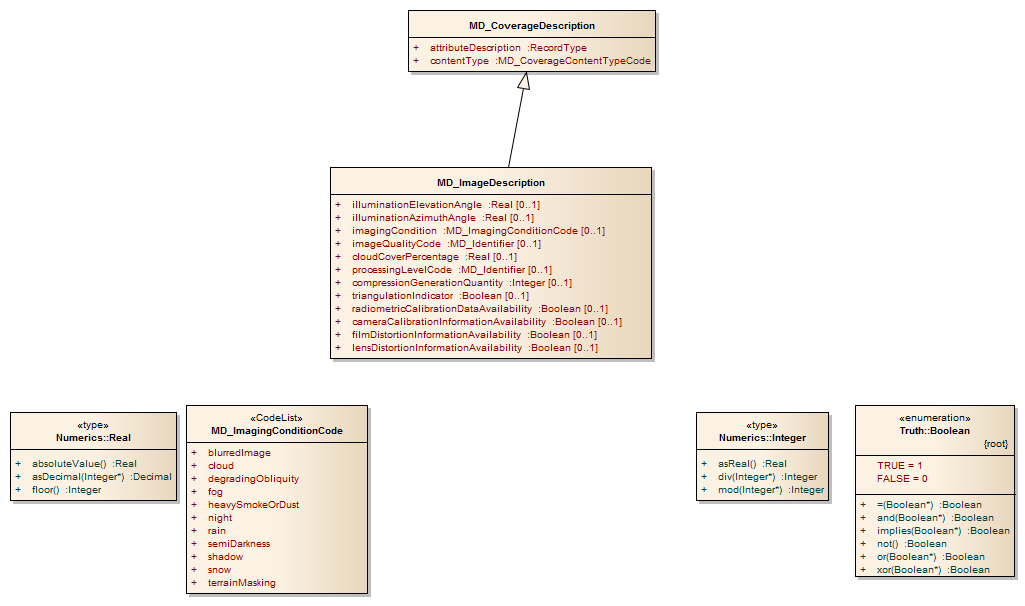 MD_CoverageDescription
+ attributeDescription :RecordType
+ contentType :MD_CoverageContentTypeCode
MD_ImageDescription
+ illuminationElevationAngle :Real [0..1]
+ illuminationAzimuthAngle :Real [0..1]
+ imagingCondition :MD_ImagingConditionCode [0..1]
+ imageQualityCode :MD_Identifier [0..1]
+ cloudCoverPercentage :Real [0..1]
+ processingLevelCode :MD_Identifier [0..1]
+ compressionGenerationQuantity :Integer [0..1]
+ triangulationIndicator :Boolean [0..1]
+ radiometricCalibrationDataAvailability :Boolean [0..1]
+ cameraCalibrationInformationAvailability :Boolean [0..1]
+ filmDistortionInformationAvailability :Boolean [0..1]
+ lensDistortionInformationAvailability :Boolean [0..1]
«type»
Numerics::Real
+ absoluteValue() :Real
+ asDecimal(Integer*) :Decimal
+ floor() :Integer
«CodeList»
MD_ImagingConditionCode
+ blurredImage
+ cloud
+ degradingObliquity
+ fog
+ heavySmokeOrDust
+ night
+ rain
+ semiDarkness
+ shadow
+ snow
+ terrainMasking
«type»
Numerics::Integer
+ asReal() :Real
+ div(Integer*) :Integer
+ mod(Integer*) :Integer
«enumeration»
Truth::Boolean
{root}
TRUE = 1
FALSE = 0
+ =(Boolean*) :Boolean
+ and(Boolean*) :Boolean
+ implies(Boolean*) :Boolean
+ not() :Boolean
+ or(Boolean*) :Boolean
+ xor(Boolean*) :Boolean